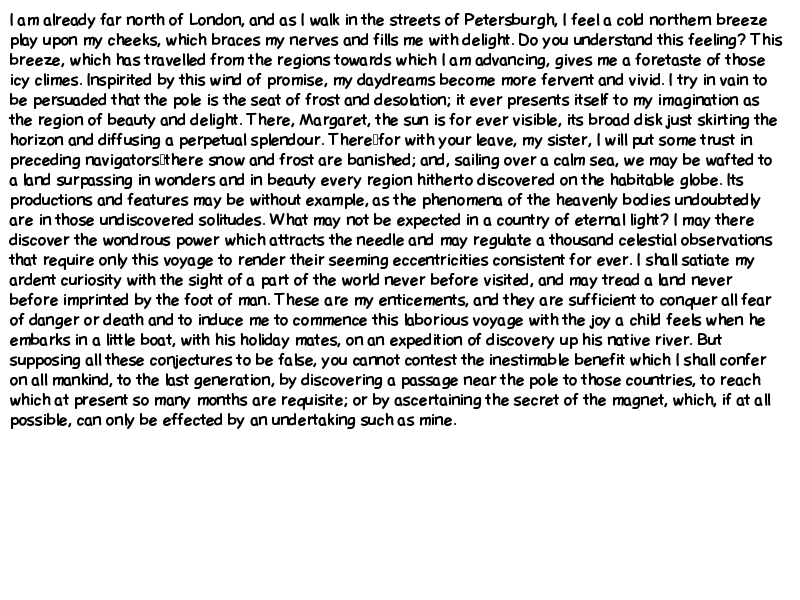 I am already far north of London, and as I walk in the streets of Petersburgh, I feel a cold northern breeze
play upon my cheeks, which braces my nerves and fills me with delight. Do you understand this feeling? This
breeze, which has travelled from the regions towards which I am advancing, gives me a foretaste of those
icy climes. Inspirited by this wind of promise, my daydreams become more fervent and vivid. I try in vain to
be persuaded that the pole is the seat of frost and desolation; it ever presents itself to my imagination as
the region of beauty and delight. There, Margaret, the sun is for ever visible, its broad disk just skirting the
horizon and diffusing a perpetual splendour. There▯for with your leave, my sister, I will put some trust in
preceding navigators▯there snow and frost are banished; and, sailing over a calm sea, we may be wafted to
a land surpassing in wonders and in beauty every region hitherto discovered on the habitable globe. Its
productions and features may be without example, as the phenomena of the heavenly bodies undoubtedly
are in those undiscovered solitudes. What may not be expected in a country of eternal light? I may there
discover the wondrous power which attracts the needle and may regulate a thousand celestial observations
that require only this voyage to render their seeming eccentricities consistent for ever. I shall satiate my
ardent curiosity with the sight of a part of the world never before visited, and may tread a land never
before imprinted by the foot of man. These are my enticements, and they are sufficient to conquer all fear
of danger or death and to induce me to commence this laborious voyage with the joy a child feels when he
embarks in a little boat, with his holiday mates, on an expedition of discovery up his native river. But
supposing all these conjectures to be false, you cannot contest the inestimable benefit which I shall confer
on all mankind, to the last generation, by discovering a passage near the pole to those countries, to reach
which at present so many months are requisite; or by ascertaining the secret of the magnet, which, if at all
possible, can only be effected by an undertaking such as mine.